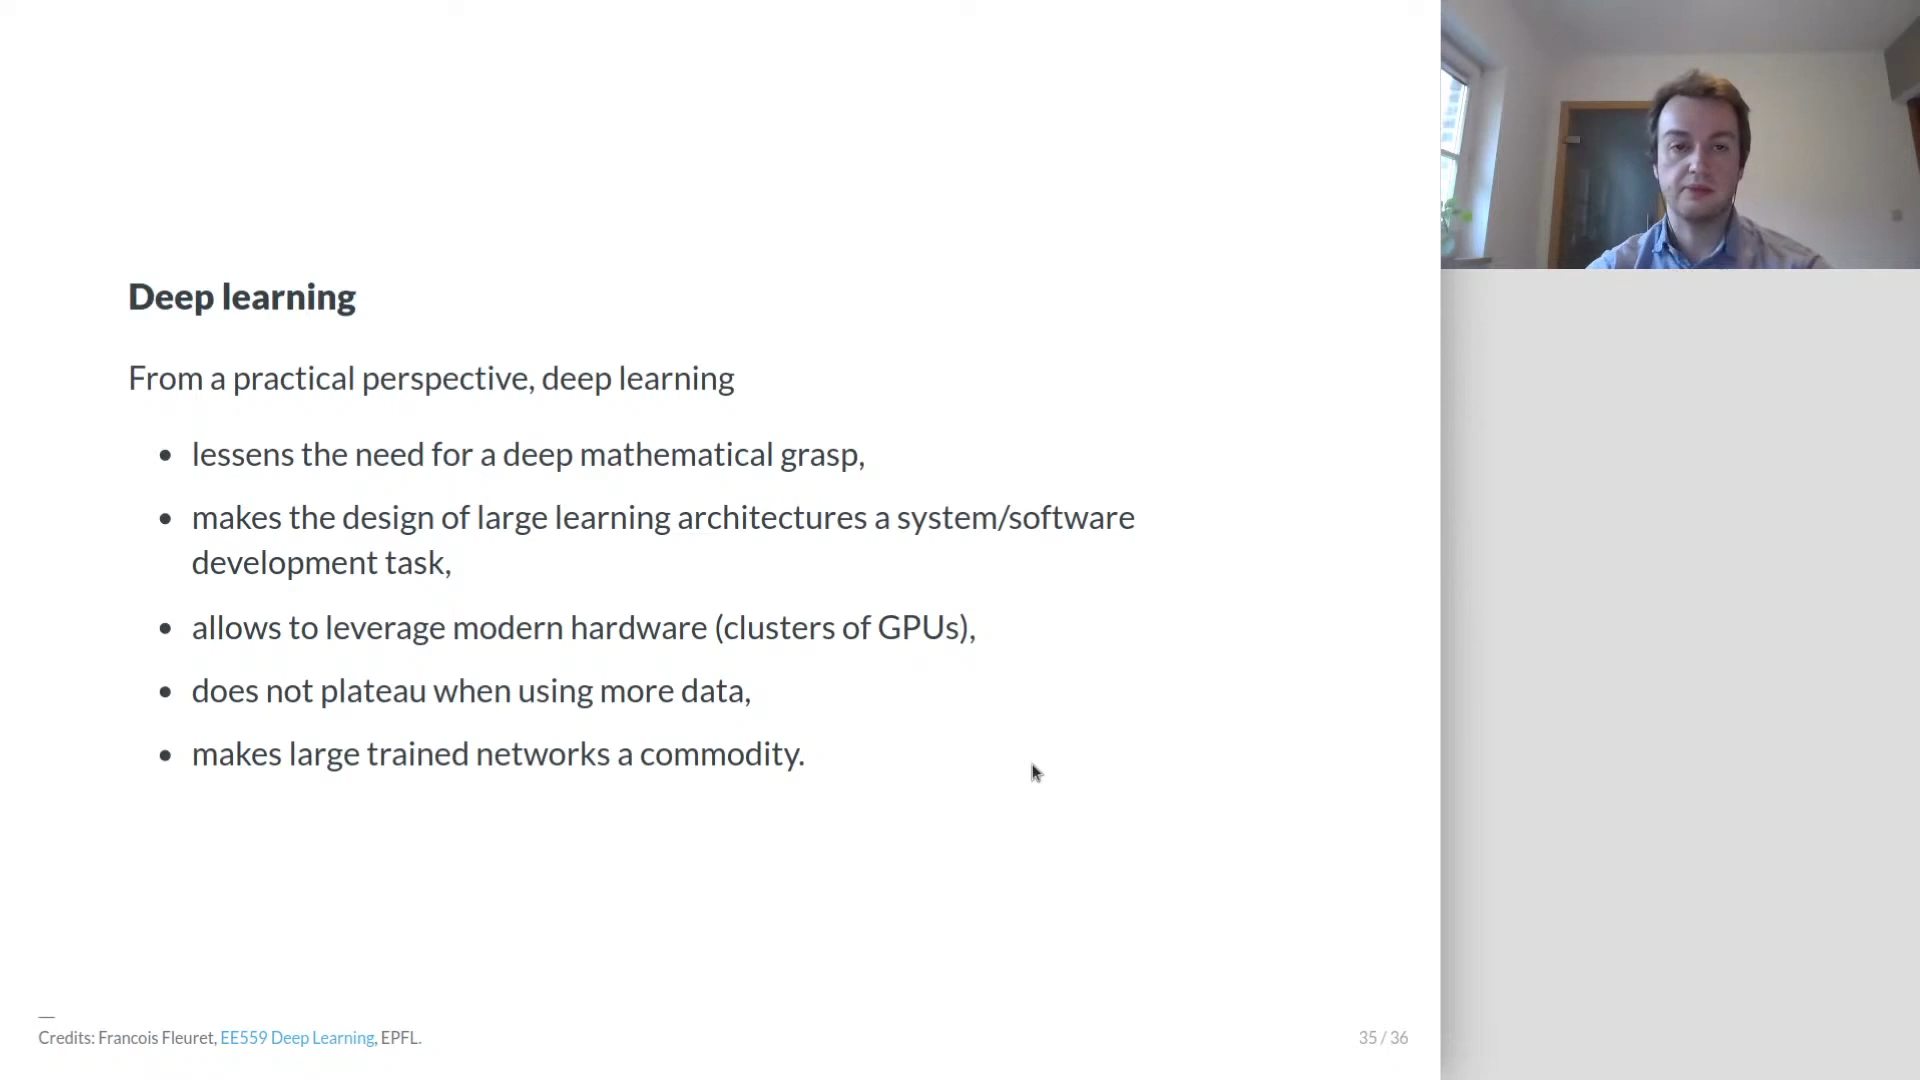 Deep learning
From a practical perspective, deep learning
• lessens the need for a deep mathematical grasp,
• makes the design of large learning architectures a system/software
development task,
• allows to leverage modern hardware (clusters of GPUs),
• does not plateau when using more data,
• makes large trained networks a commodity.
Credits: Francois Fleuret, EE559 Deep Learning, EPFL.
35 / 36